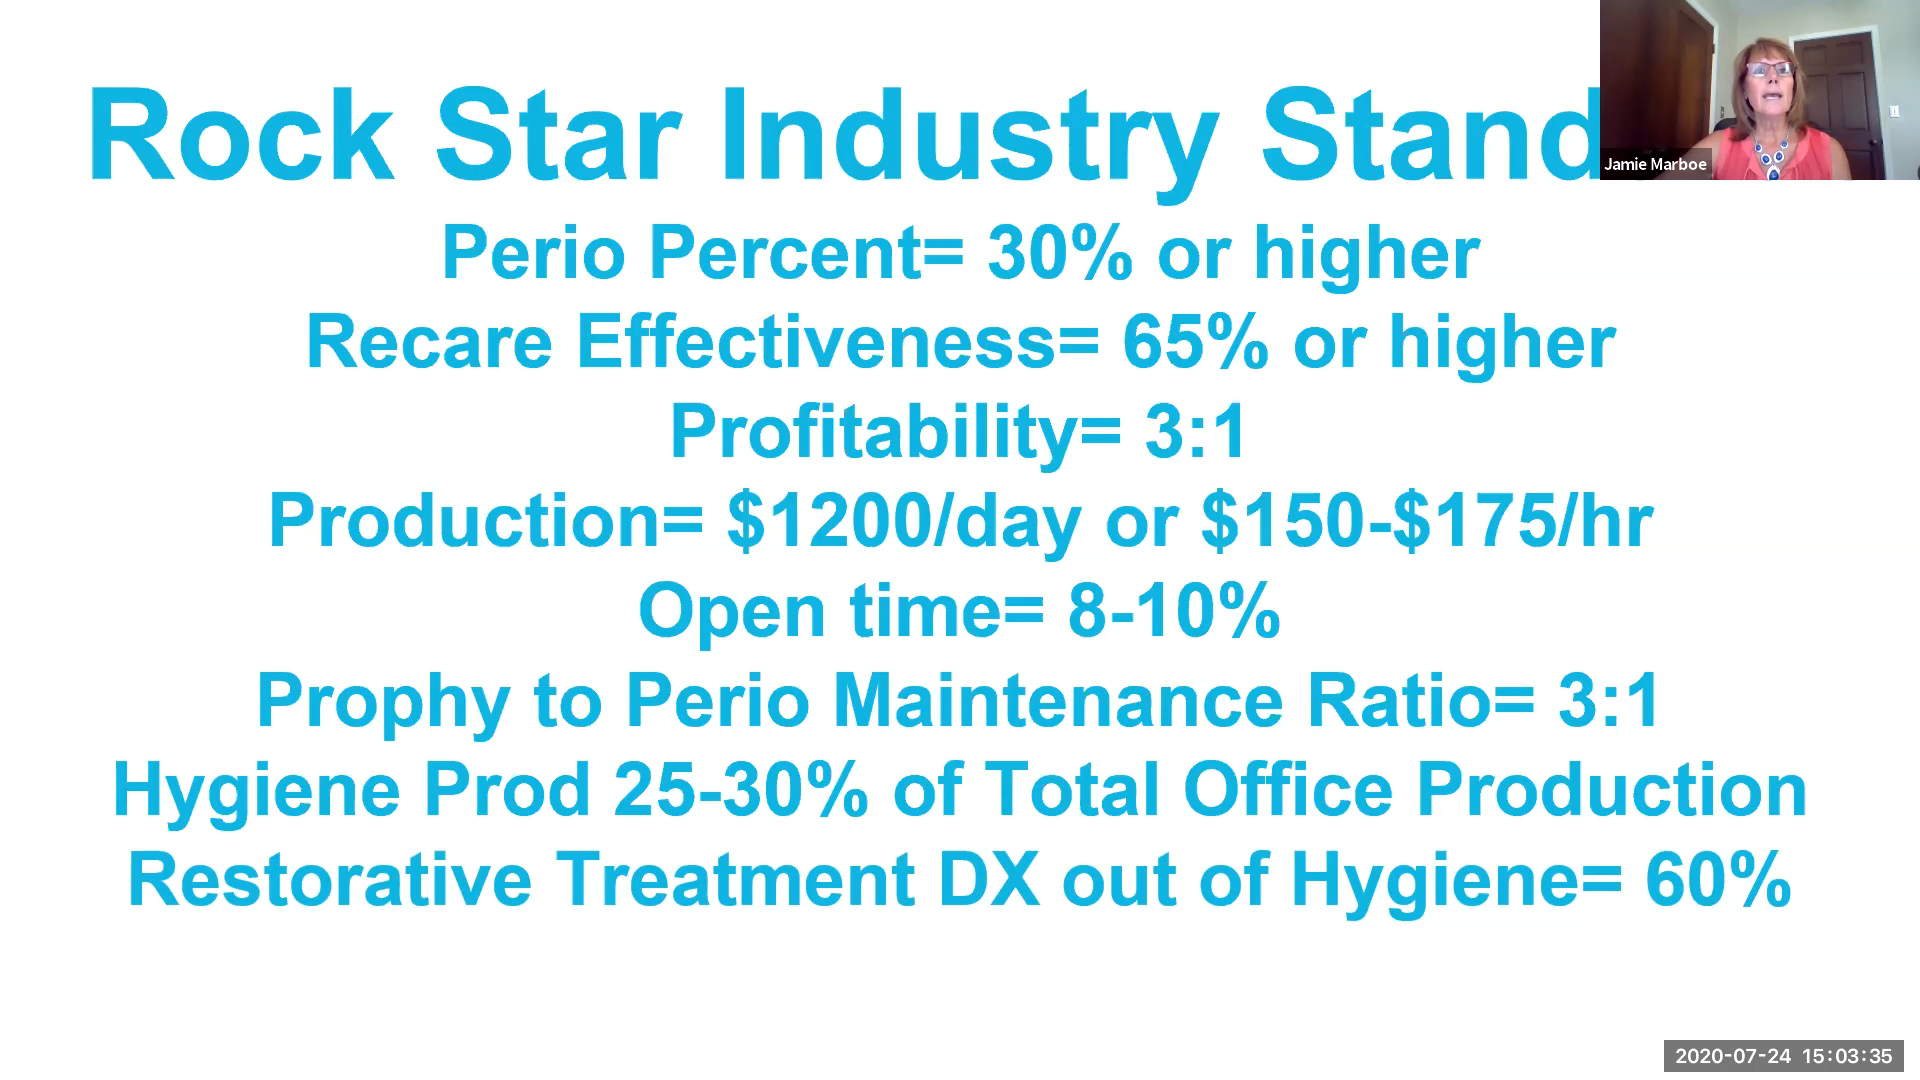 Rock Star Industry Stand
Jamie Marboe
Perio Percent= 30% or higher
Recare Effectiveness= 65% or higher
Profitability= 3:1
Production= $1200/day or $150-$175/hr
Open time= 8-10%
Prophy to Perio Maintenance Ratio= 3:1
Hygiene Prod 25-30% of Total Office Production
Restorative Treatment DX out of Hygiene= 60%
2020-07-24 15:03:35